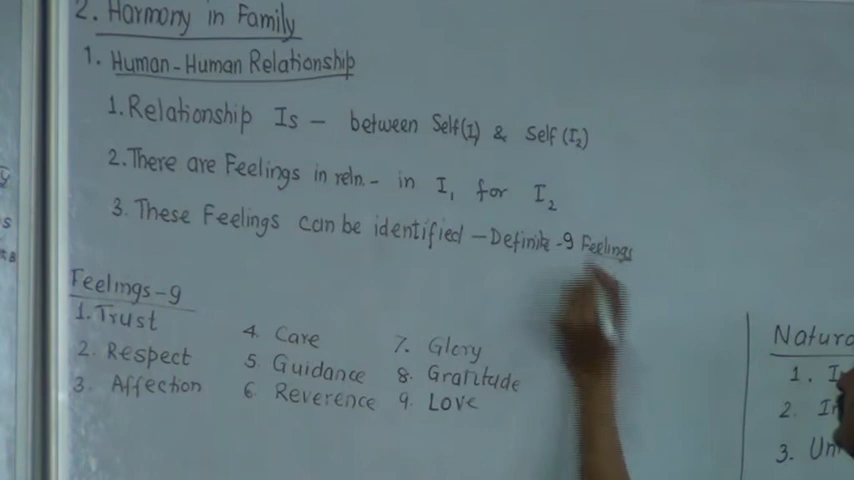 2. Harmony in Family
1. Human-Human Relationship
1. Relationship Is - between Self(I₁) & Self (I₂)
2. There are Feelings in reln. - in I₁ for I₂
3. These Feelings can be identified - Definite - 9 Feelings
Feelings-9
1. Trust
2. Respect
3. Affection
4. Care
5. Guidance
6. Reverence
7. Glory
8. Gratitude
9. Love
1.
2.
3.